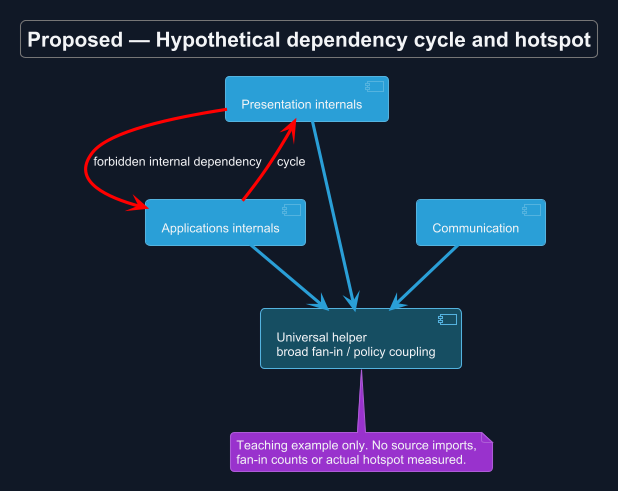 Proposed — Hypothetical dependency cycle and hotspot
Presentation internals
forbidden internal dependency
cycle
Applications internals
Communication
Universal helper
broad fan-in / policy coupling
Teaching example only. No source imports,
fan-in counts or actual hotspot measured.